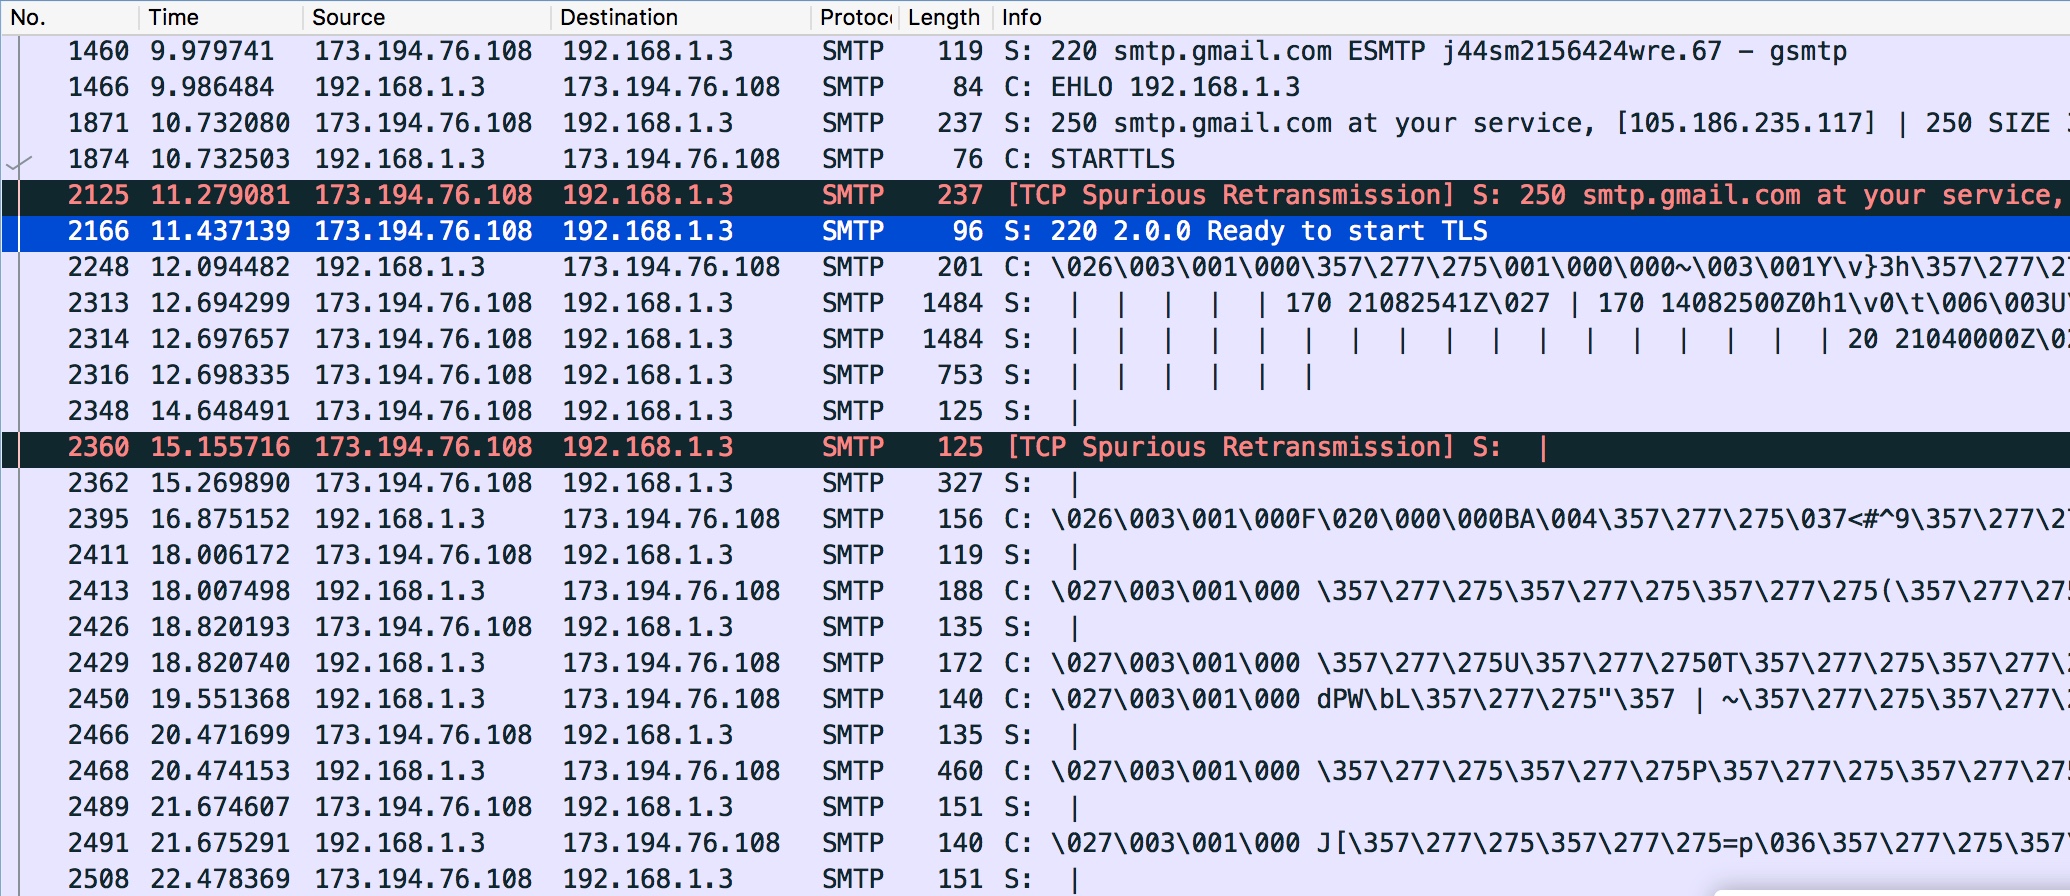 No. Time Source Destination Protoco Length Info
1460 9.979741 173.194.76.108 192.168.1.3 SMTP 119 S: 220 smtp.gmail.com ESMTP j44sm2156424wre.67 - gsmtp
1466 9.986484 192.168.1.3 173.194.76.108 SMTP 84 C: EHLO 192.168.1.3
1871 10.732080 173.194.76.108 192.168.1.3 SMTP 237 S: 250 smtp.gmail.com at your service, [105.186.235.117] | 250 SIZE
1874 10.732503 192.168.1.3 173.194.76.108 SMTP 76 C: STARTTLS
2125 11.279081 173.194.76.108 192.168.1.3 SMTP 237 [TCP Spurious Retransmission] S: 250 smtp.gmail.com at your service,
2166 11.437139 173.194.76.108 192.168.1.3 SMTP 96 S: 220 2.0.0 Ready to start TLS
2248 12.094482 192.168.1.3 173.194.76.108 SMTP 201 C: \026\003\001\000\357\277\275\001\000\000~\003\001Y\v}3h\357\277\2
2313 12.694299 173.194.76.108 192.168.1.3 SMTP 1484 S: | | | | | 170 21082541Z\027 | 170 14082500Z0h1\v0\t\006\003U\
2314 12.697657 173.194.76.108 192.168.1.3 SMTP 1484 S: | | | | | | | | | | | | | | | | | 20 21040000Z\0
2316 12.698335 173.194.76.108 192.168.1.3 SMTP 753 S: | | | | | |
2348 14.648491 173.194.76.108 192.168.1.3 SMTP 125 S: |
2360 15.155716 173.194.76.108 192.168.1.3 SMTP 125 [TCP Spurious Retransmission] S: |
2362 15.269890 173.194.76.108 192.168.1.3 SMTP 327 S: |
2395 16.875152 192.168.1.3 173.194.76.108 SMTP 156 C: \026\003\001\000F\020\000\000BA\004\357\277\275\037<#^9\357\277\2
2411 18.006172 173.194.76.108 192.168.1.3 SMTP 119 S: |
2413 18.007498 192.168.1.3 173.194.76.108 SMTP 188 C: \027\003\001\000 \357\277\275\357\277\275\357\277\275(\357\277\275
2426 18.820193 173.194.76.108 192.168.1.3 SMTP 135 S: |
2429 18.820740 192.168.1.3 173.194.76.108 SMTP 172 C: \027\003\001\000 \357\277\275U\357\277\2750T\357\277\275\357\277\
2450 19.551368 192.168.1.3 173.194.76.108 SMTP 140 C: \027\003\001\000 dPW\bL\357\277\275"\357 | ~\357\277\275\357\277\
2466 20.471699 173.194.76.108 192.168.1.3 SMTP 135 S: |
2468 20.474153 192.168.1.3 173.194.76.108 SMTP 460 C: \027\003\001\000 \357\277\275\357\277\275P\357\277\275\357\277\275
2489 21.674607 173.194.76.108 192.168.1.3 SMTP 151 S: |
2491 21.675291 192.168.1.3 173.194.76.108 SMTP 140 C: \027\003\001\000 J[\357\277\275\357\277\275=p\036\357\277\275\357
2508 22.478369 173.194.76.108 192.168.1.3 SMTP 151 S: |